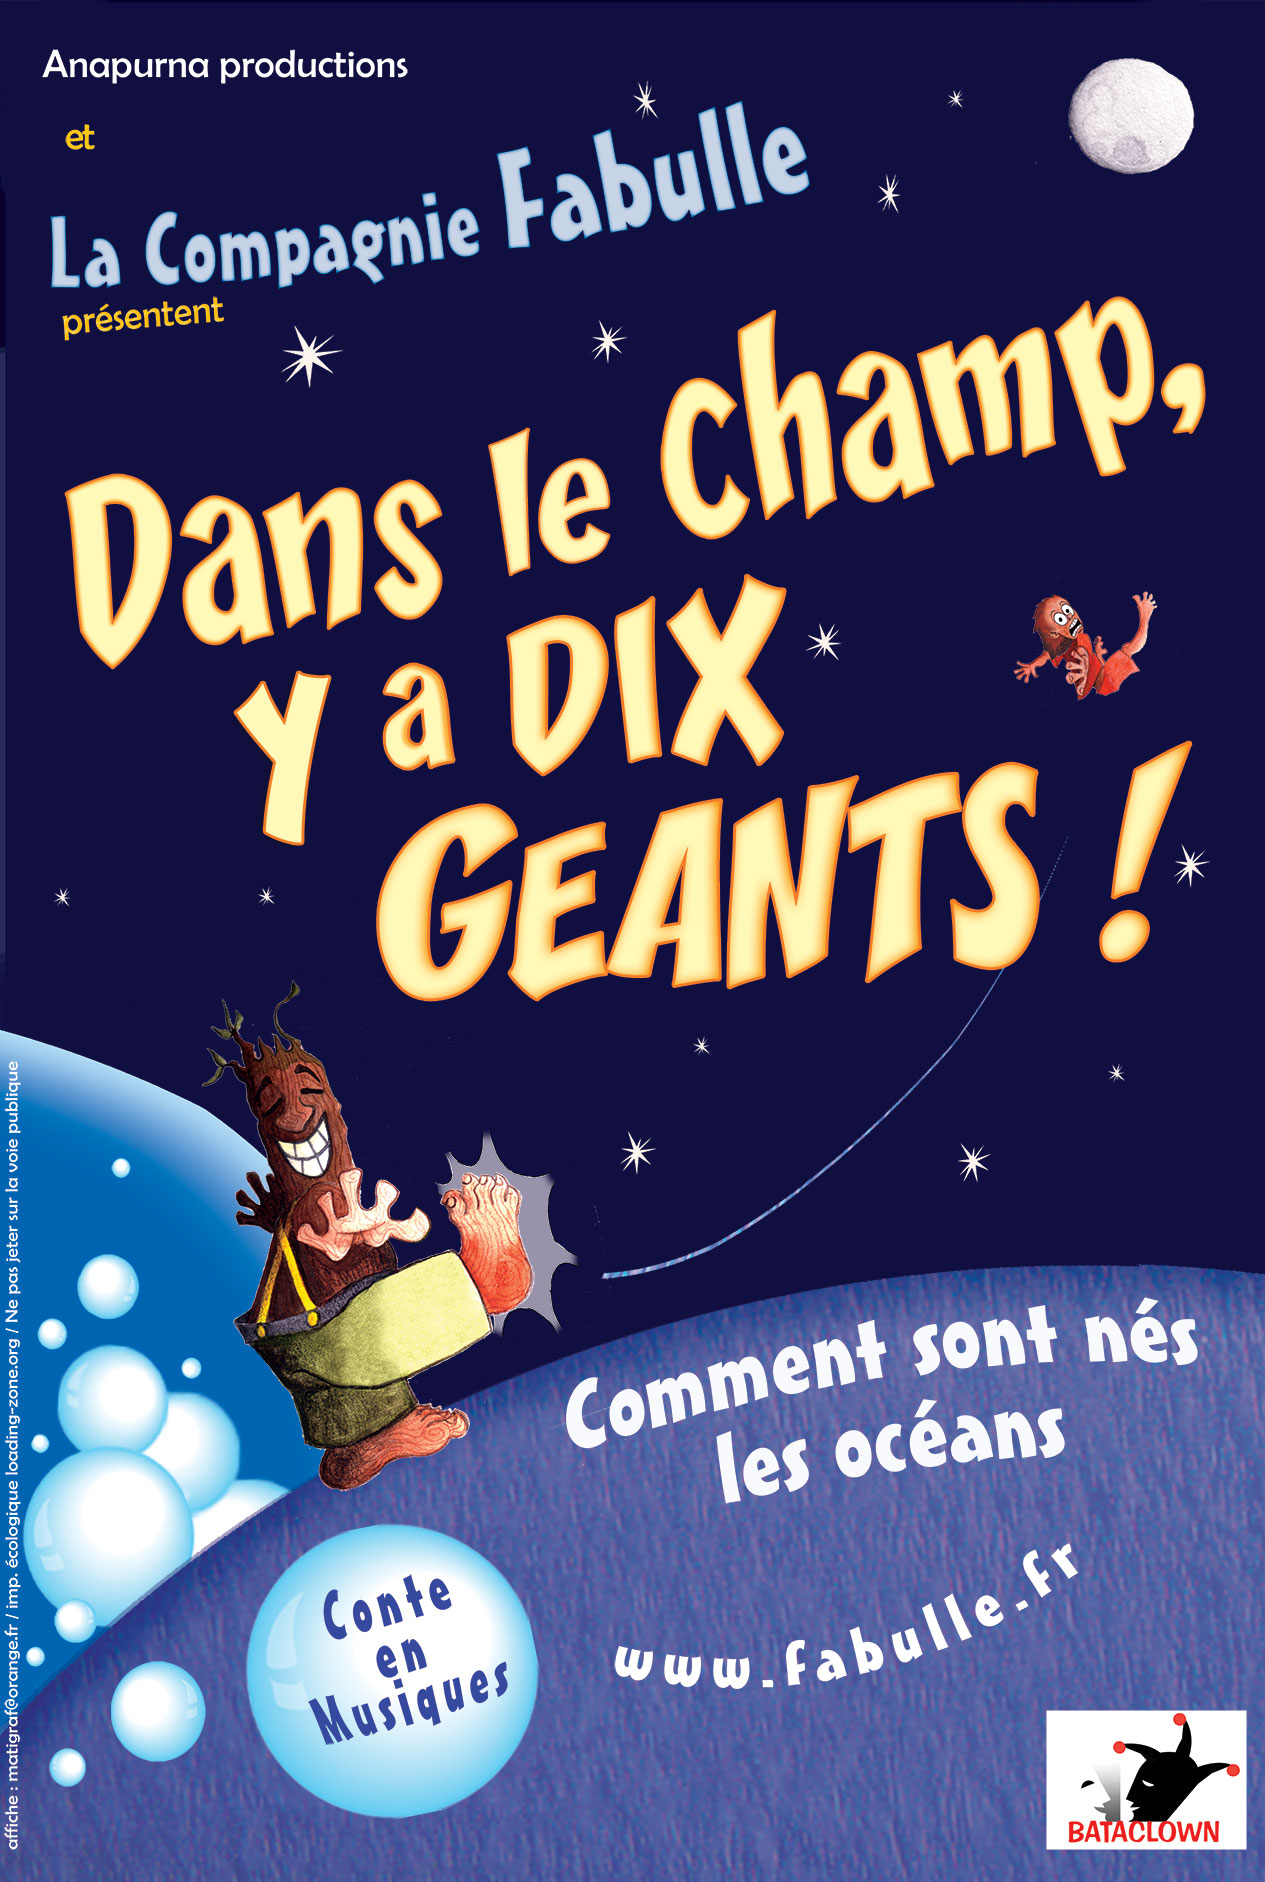 Anapurna productions
et
La Compagnie Fabulle
présentent
Dans le champ,
y a DIX
GEANTS !
Comment sont nés
les océans
www.fabulle.fr
Conte
en
Musiques
BATACLOWN
affiche : matigraf@orange.fr / imp. écologique loading-zone.org / Ne pas jeter sur la voie publique